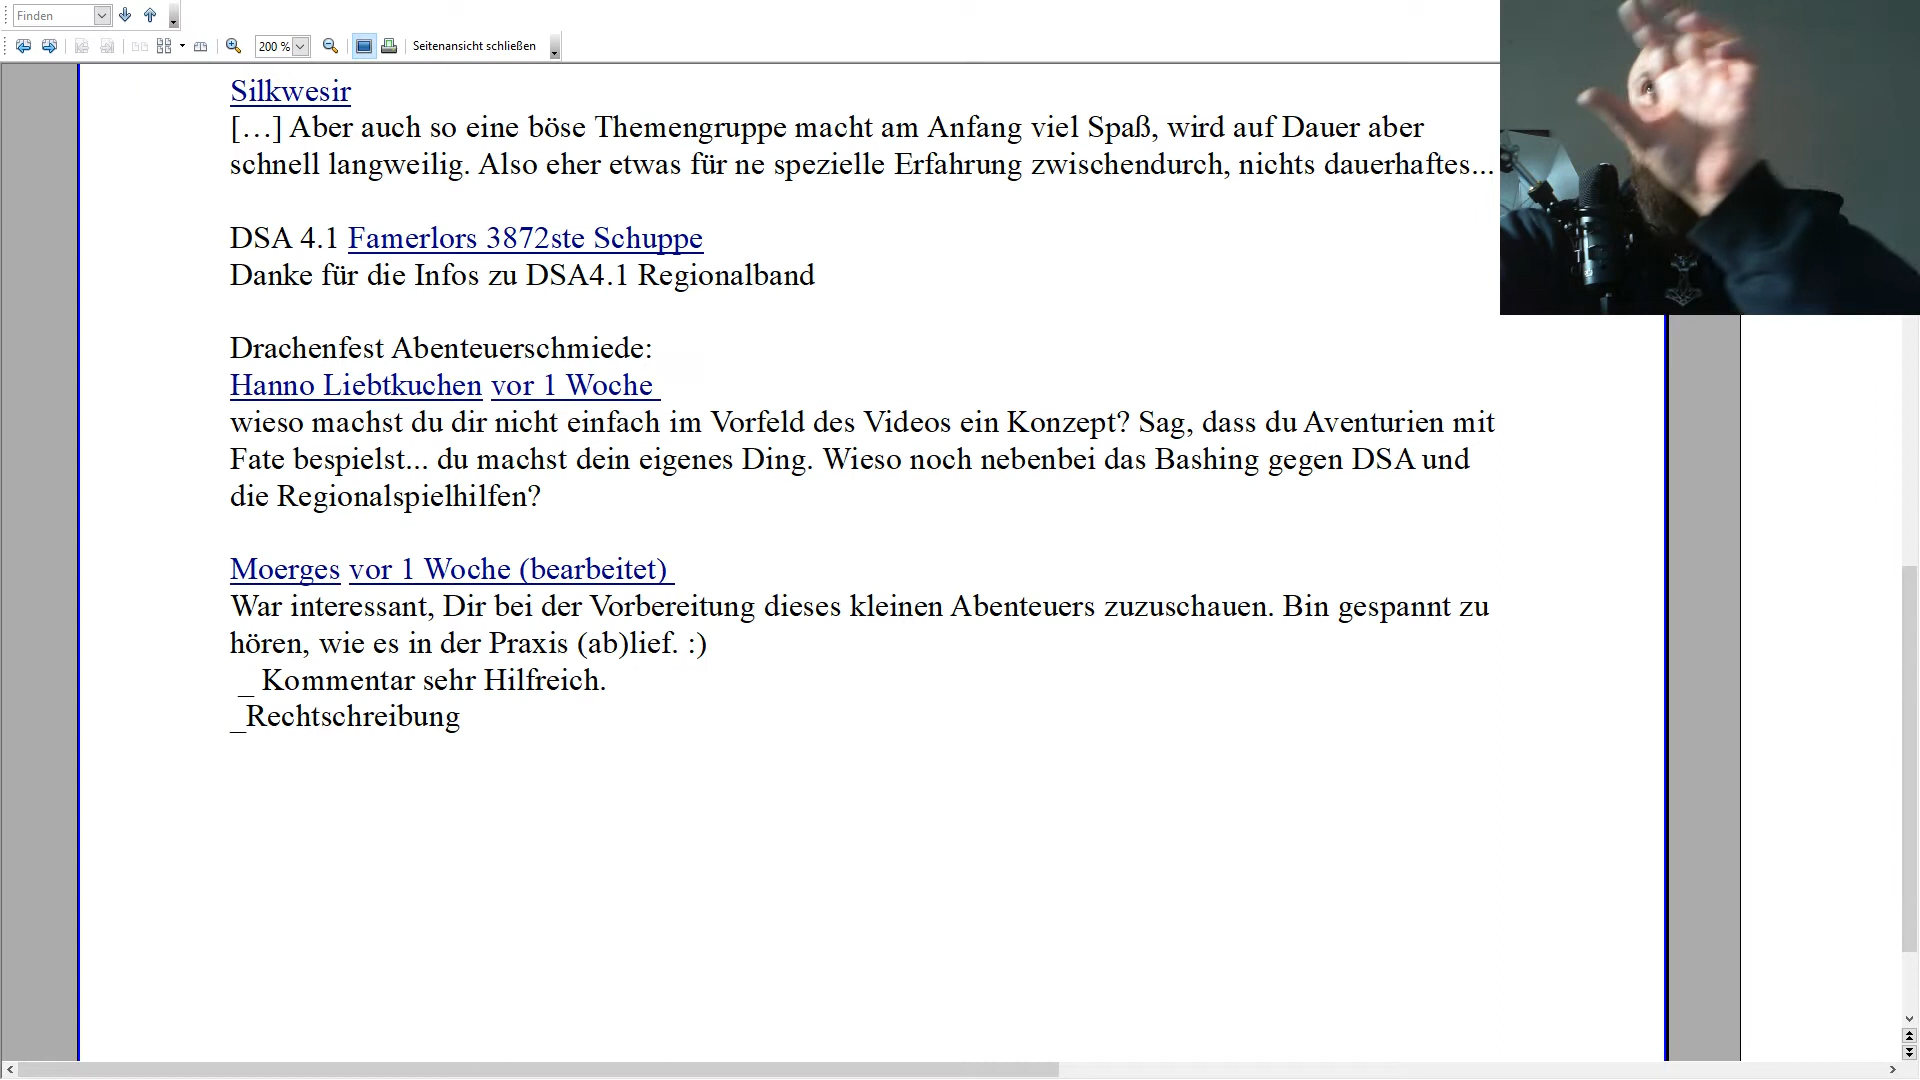 Finden
200 %
Seitenansicht schließen
Silkwesir
[…] Aber auch so eine böse Themengruppe macht am Anfang viel Spaß, wird auf Dauer aber
schnell langweilig. Also eher etwas für ne spezielle Erfahrung zwischendurch, nichts dauerhaftes...
DSA 4.1 Famerlors 3872ste Schuppe
Danke für die Infos zu DSA4.1 Regionalband
Drachenfest Abenteuerschmiede:
Hanno Liebtkuchen vor 1 Woche
wieso machst du dir nicht einfach im Vorfeld des Videos ein Konzept? Sag, dass du Aventurien mit
Fate bespielst... du machst dein eigenes Ding. Wieso noch nebenbei das Bashing gegen DSA und
die Regionalspielhilfen?
Moerges vor 1 Woche (bearbeitet)
War interessant, Dir bei der Vorbereitung dieses kleinen Abenteuers zuzuschauen. Bin gespannt zu
hören, wie es in der Praxis (ab)lief. :)
_ Kommentar sehr Hilfreich.
_Rechtschreibung